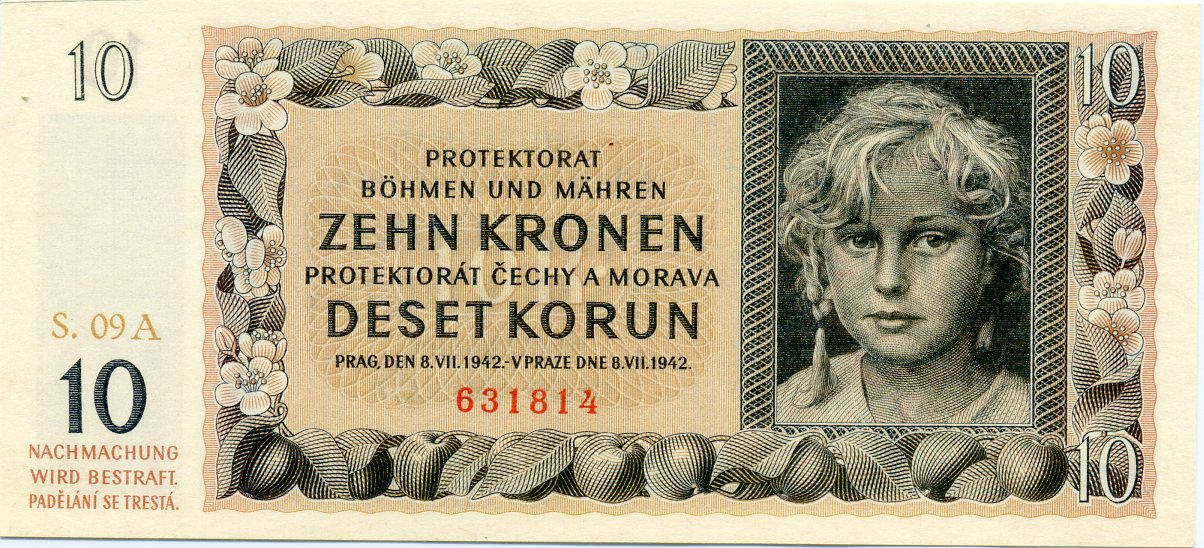 10
10
PROTEKTORAT
BÖHMEN UND MÄHREN
ZEHN KRONEN
PROTEKTORÁT ČECHY A MORAVA
DESET KORUN
PRAG, DEN 8. VII. 1942.-V PRAZE DNE 8. VII. 1942.
631814
S. 09 A
10
NACHMACHUNG
WIRD BESTRAFT.
PADĚLÁNÍ SE TRESTÁ.
10